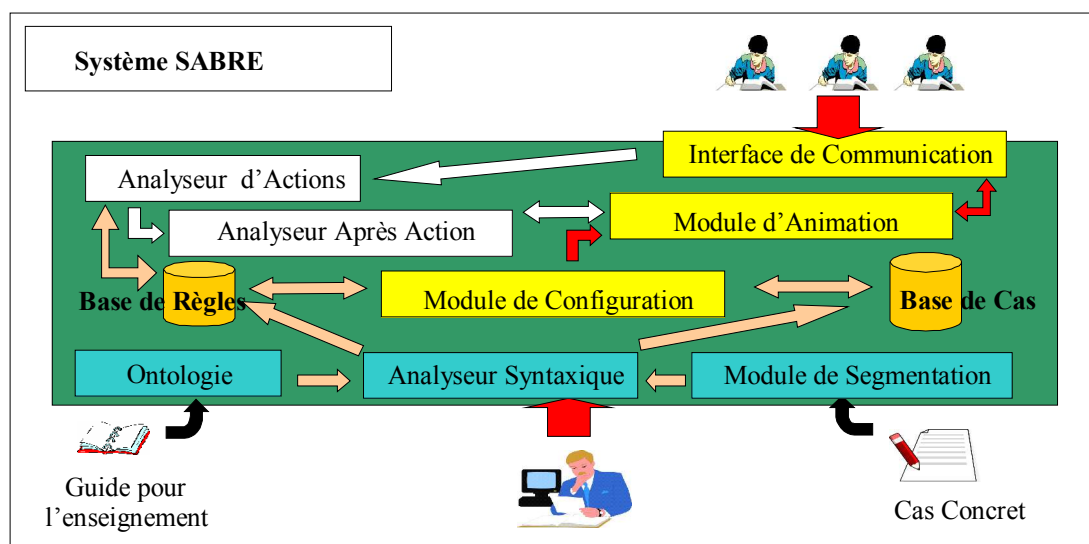 Système SABRE
Interface de Communication
Analyseur d’Actions
Module d’Animation
Analyseur Après Action
Base de Règles
Module de Configuration
Base de Cas
Ontologie
Analyseur Syntaxique
Module de Segmentation
Guide pour
l’enseignement
Cas Concret